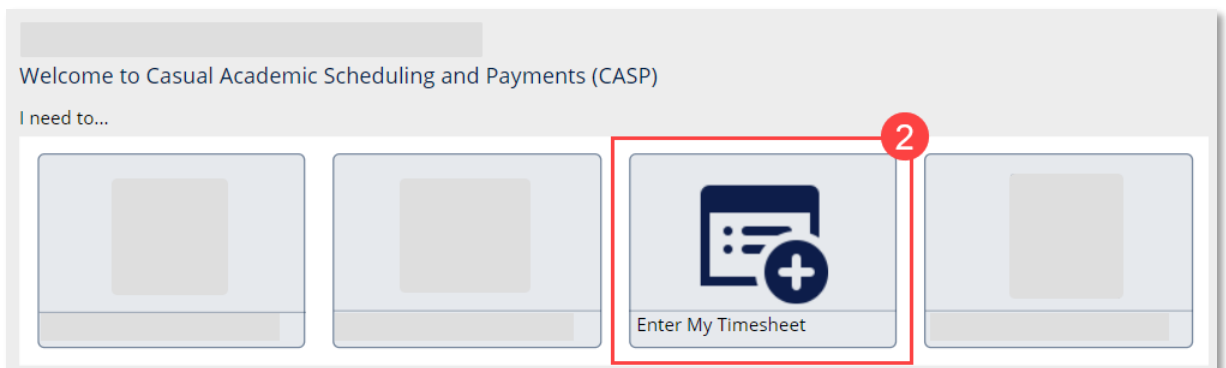 Welcome to Casual Academic Scheduling and Payments (CASP)
I need to...
2
Enter My Timesheet